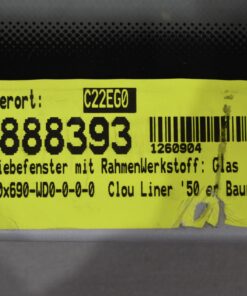 erort: C22EG0
888393
1260904
iebefenster mit RahmenWerkstoff: Glas
0x690-WD0-0-0-0 Clou Liner '50 er Bau